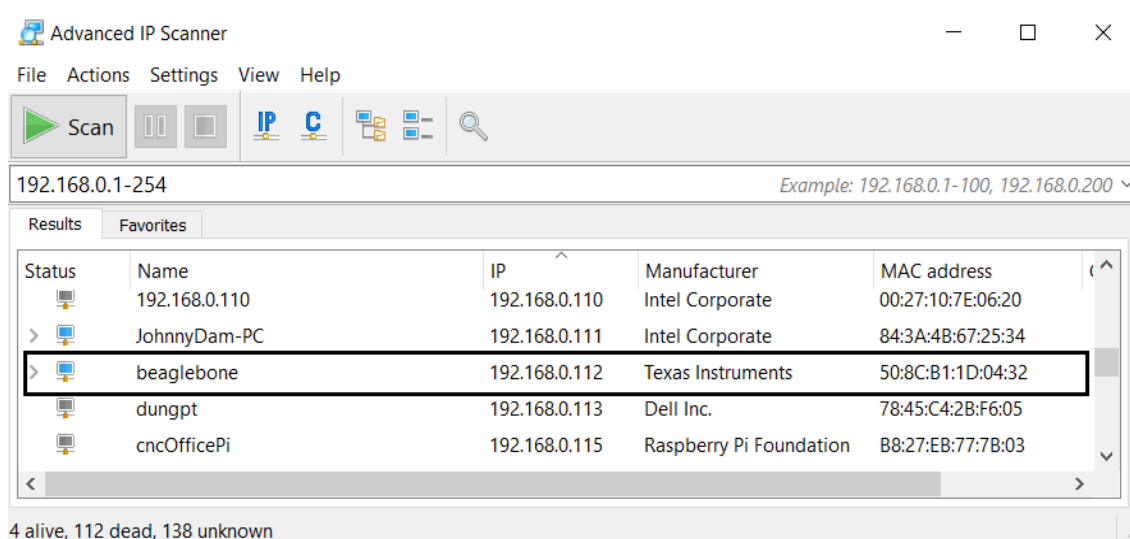 Advanced IP Scanner
File Actions Settings View Help
Scan IP C
192.168.0.1-254 Example: 192.168.0.1-100, 192.168.0.200
Results Favorites
Status Name IP Manufacturer MAC address
192.168.0.110 192.168.0.110 Intel Corporate 00:27:10:7E:06:20
JohnnyDam-PC 192.168.0.111 Intel Corporate 84:3A:4B:67:25:34
beaglebone 192.168.0.112 Texas Instruments 50:8C:B1:1D:04:32
dungpt 192.168.0.113 Dell Inc. 78:45:C4:2B:F6:05
cncOfficePi 192.168.0.115 Raspberry Pi Foundation B8:27:EB:77:7B:03
4 alive, 112 dead, 138 unknown